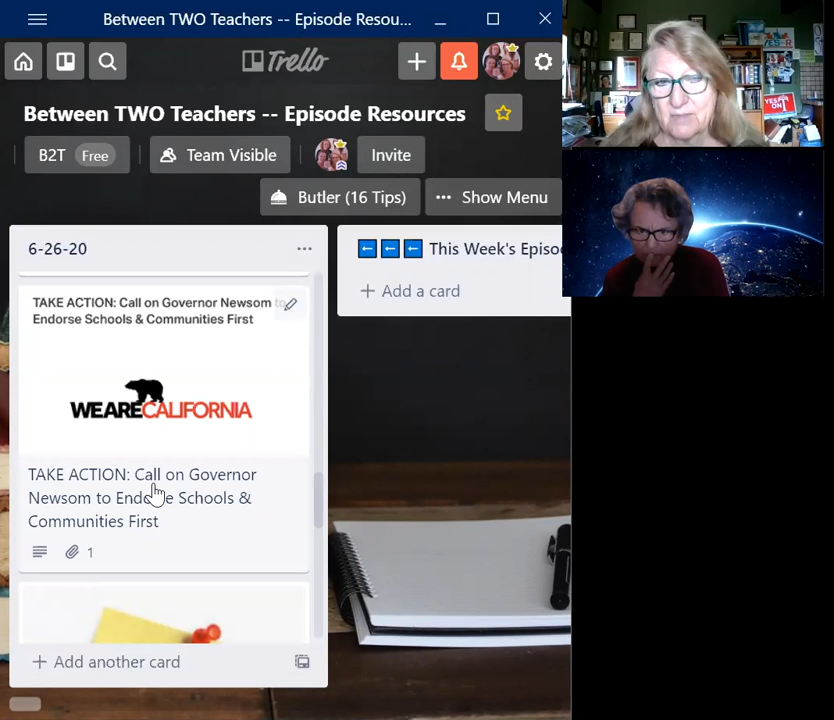 Between TWO Teachers -- Episode Resou...
Trello
Between TWO Teachers -- Episode Resources
B2T Free
Team Visible
Invite
Butler (16 Tips)
... Show Menu
6-26-20
This Week's Episo
+ Add a card
TAKE ACTION: Call on Governor Newsom to
Endorse Schools & Communities First
WEARECALIFORNIA
TAKE ACTION: Call on Governor
Newsom to Endorse Schools &
Communities First
1
+ Add another card
YES ON